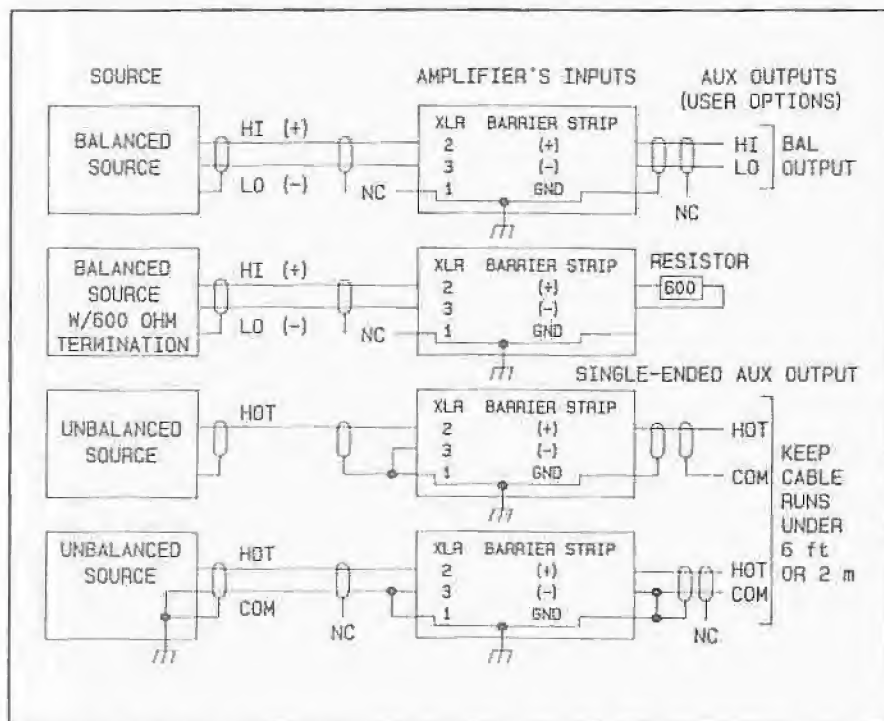 SOURCE
AMPLIFIER'S INPUTS
AUX OUTPUTS
(USER OPTIONS)
BALANCED
SOURCE
HI (+)
LO (-)
NC
XLR BARRIER STRIP
2 (+)
3 (-)
1 GND
HI
LO
BAL
OUTPUT
NC
BALANCED
SOURCE
W/600 OHM
TERMINATION
HI (+)
LO (-)
NC
XLR BARRIER STRIP
2 (+)
3 (-)
1 GND
RESISTOR
600
SINGLE-ENDED AUX OUTPUT
UNBALANCED
SOURCE
HOT
XLR BARRIER STRIP
2 (+)
3 (-)
1 GND
HOT
COM
KEEP
CABLE
RUNS
UNDER
6 ft
OR 2 m
UNBALANCED
SOURCE
HOT
COM
NC
XLR BARRIER STRIP
2 (+)
3 (-)
1 GND
HOT
COM
NC